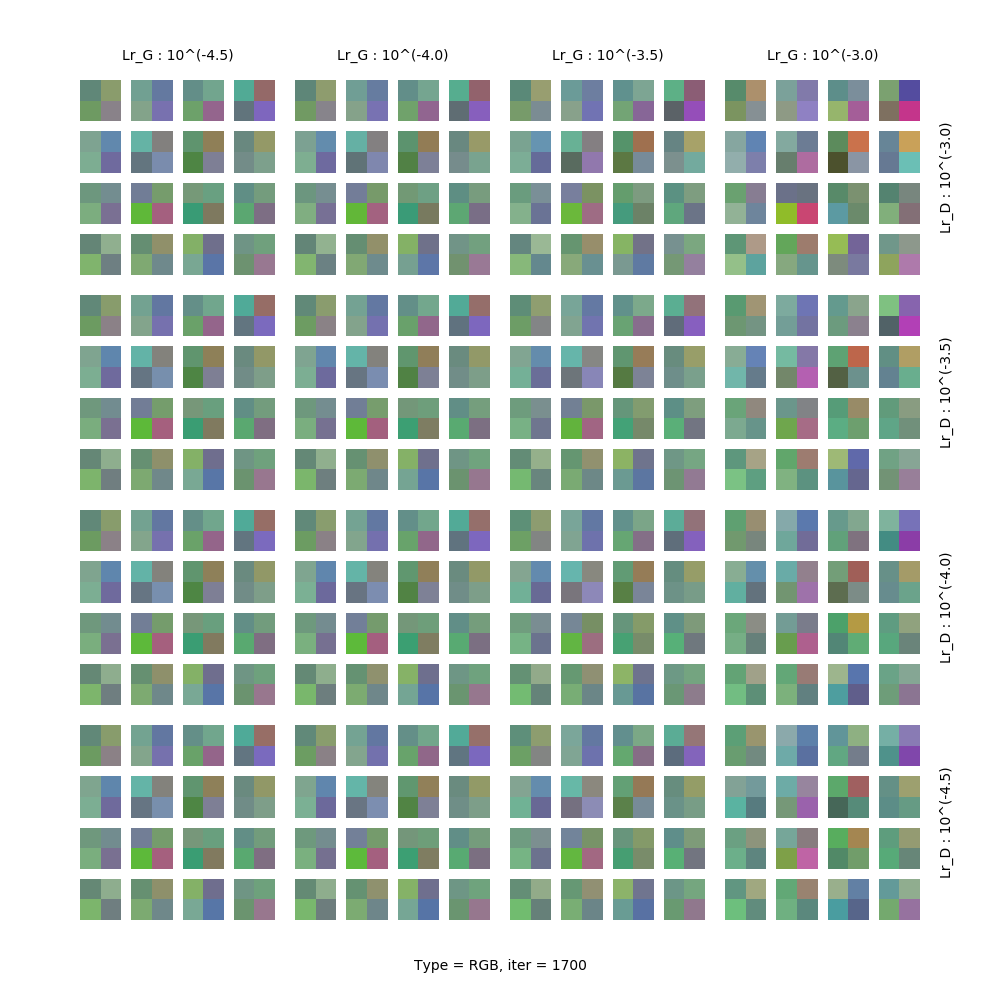 Lr_G : 10^(-4.5)
Lr_G : 10^(-4.0)
Lr_G : 10^(-3.5)
Lr_G : 10^(-3.0)
Lr_D : 10^(-3.0)
Lr_D : 10^(-3.5)
Lr_D : 10^(-4.0)
Lr_D : 10^(-4.5)
Type = RGB, iter = 1700